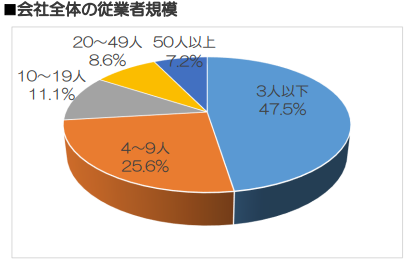 ■会社全体の従業者規模
20～49人
8.6%
50人以上
7.2%
10～19人
11.1%
3人以下
47.5%
4～9人
25.6%